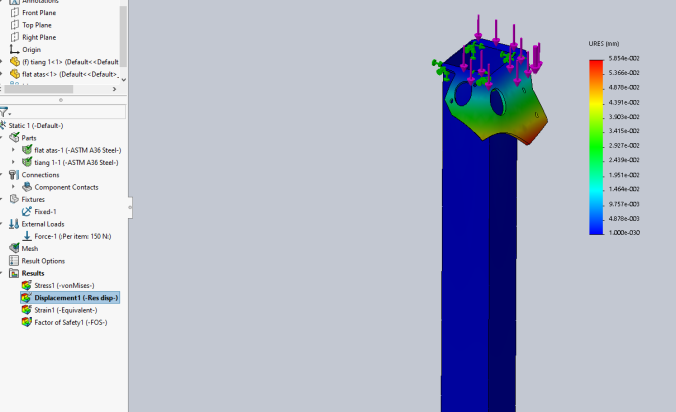 Annotations
Front Plane
Top Plane
Right Plane
Origin
(f) tiang 1<1> (Default<<Default
flat atas<1> (Default<<Default>_
Static 1 (-Default-)
Parts
flat atas-1 (-ASTM A36 Steel-)
tiang 1-1 (-ASTM A36 Steel-)
Connections
Component Contacts
Fixtures
Fixed-1
External Loads
Force-1 (:Per item: 150 N:)
Mesh
Result Options
Results
Stress1 (-vonMises-)
Displacement1 (-Res disp-)
Strain1 (-Equivalent-)
Factor of Safety1 (-FOS-)
URES (mm)
5.854e-002
5.366e-002
4.878e-002
4.391e-002
3.903e-002
3.415e-002
2.927e-002
2.439e-002
1.951e-002
1.464e-002
9.757e-003
4.878e-003
1.000e-030